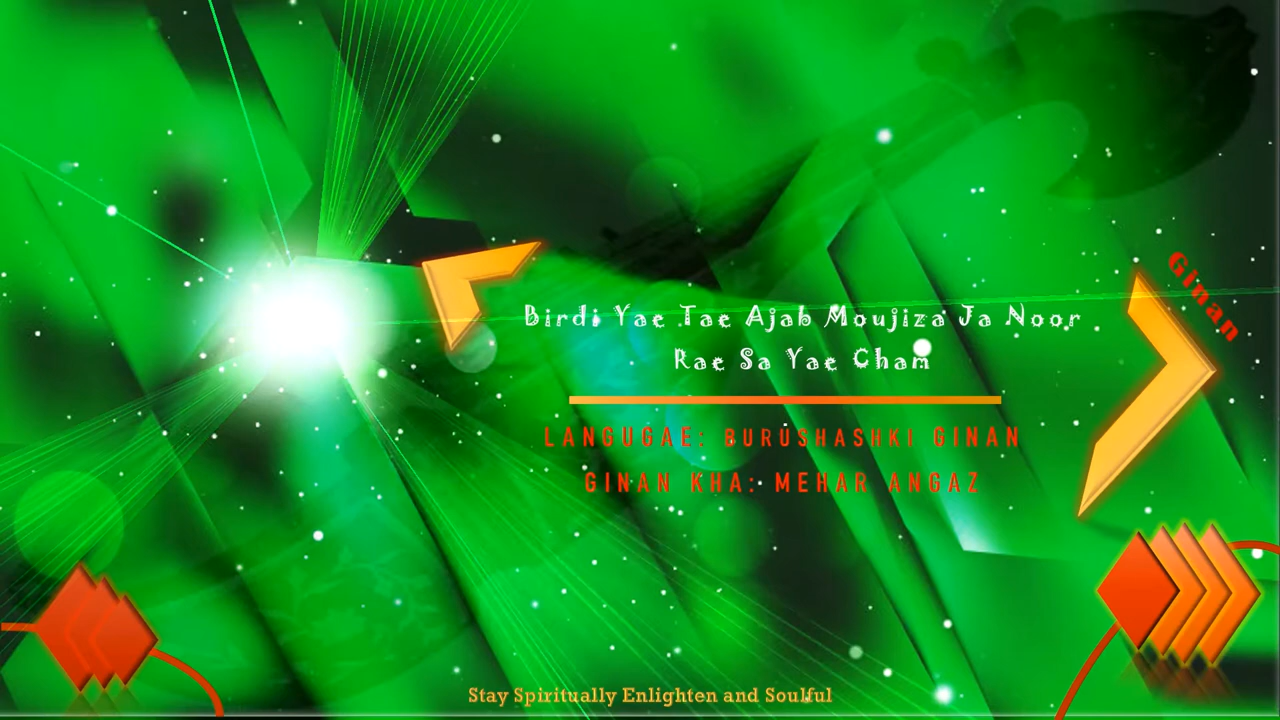 Ginan
Birdi Yae Tae Ajab Moujiza Ja Noor
Rae Sa Yae Cham
LANGUGAE: BURUSHASHKI GINAN
GINAN KHA: MEHAR ANGAZ
Stay Spiritually Enlighten and Soulful